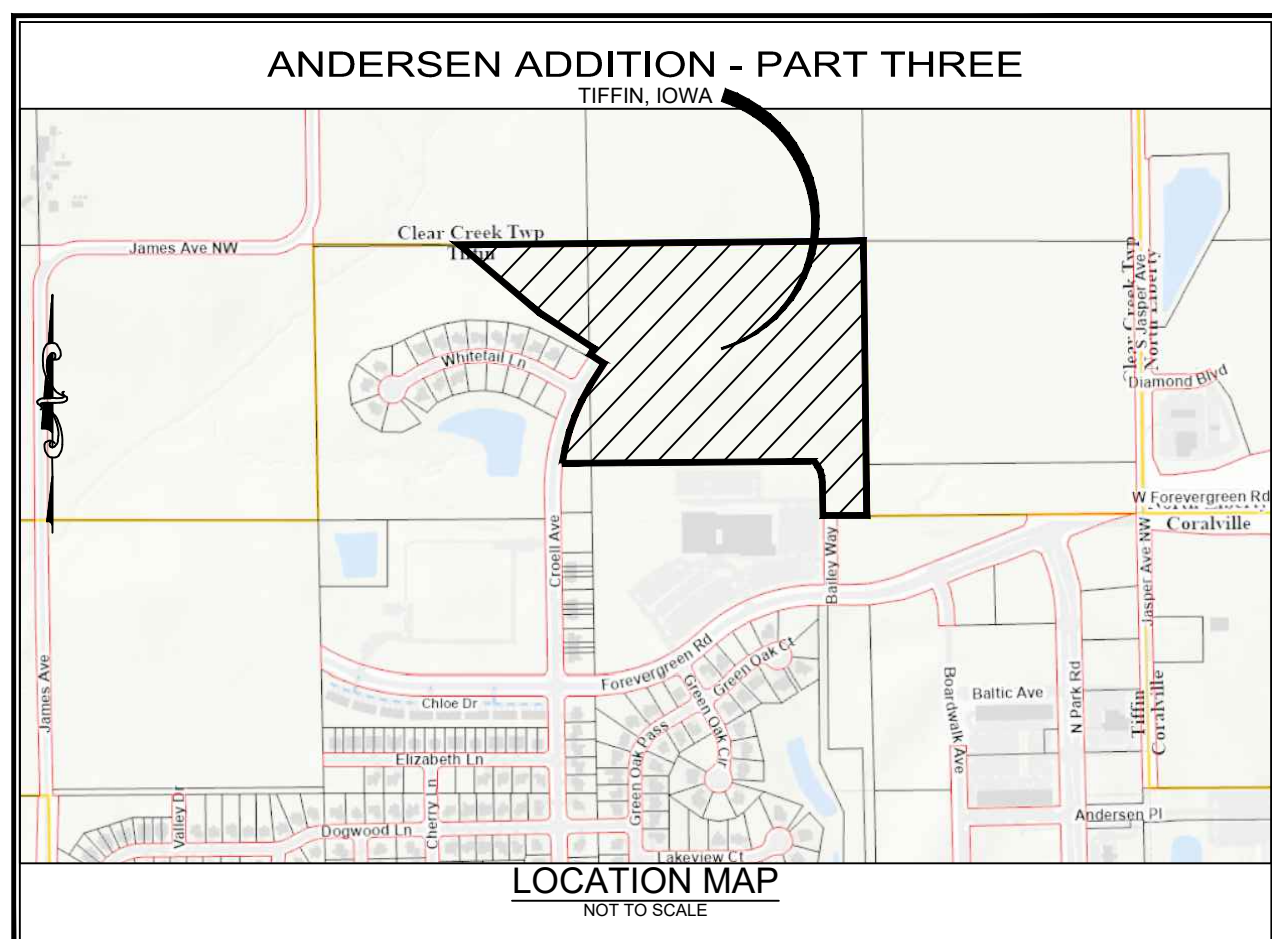 ANDERSEN ADDITION - PART THREE
TIFFIN, IOWA
Clear Creek Twp
Tiffin
James Ave NW
Clear Creek Twp
North Liberty
S Jasper Ave
Whitetail Ln
Diamond Blvd
W Forevergreen Rd
North Liberty
Coralville
Croell Ave
Bailey Way
Jasper Ave NW
James Ave
Forevergreen Rd
Green Oak Ct
Green Oak Cir
Chloe Dr
Green Oak Pass
Boardwalk Ave
Baltic Ave
N Park Rd
Tiffin
Coralville
Elizabeth Ln
Valley Dr
Cherry Ln
Dogwood Ln
Andersen Pl
Lakeview Ct
LOCATION MAP
NOT TO SCALE